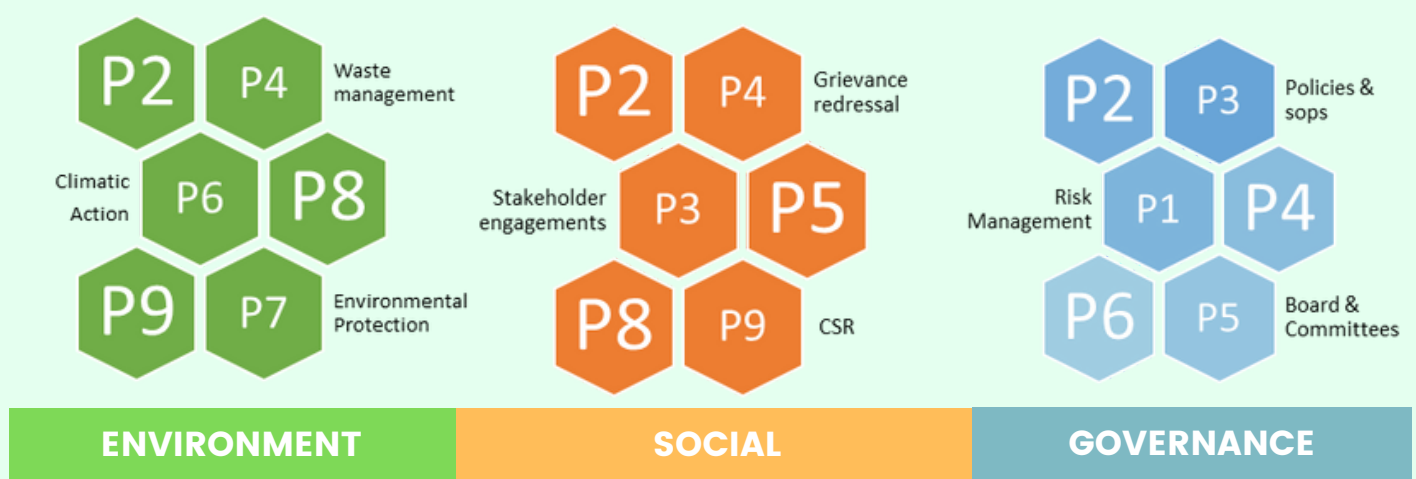 P2
P4
Waste
management
Climatic
Action
P6
P8
P9
P7
Environmental
Protection
ENVIRONMENT
P2
P4
Grievance
redressal
Stakeholder
engagements
P3
P5
P8
P9
CSR
SOCIAL
P2
P3
Policies &
sops
Risk
Management
P1
P4
P6
P5
Board &
Committees
GOVERNANCE